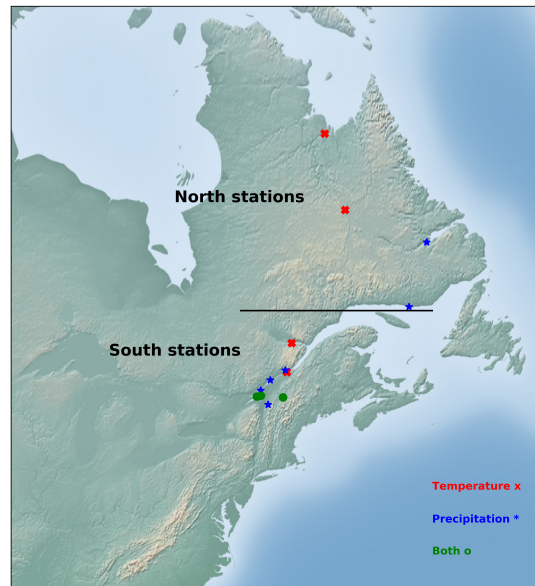 North stations
South stations
Temperature x
Precipitation *
Both o